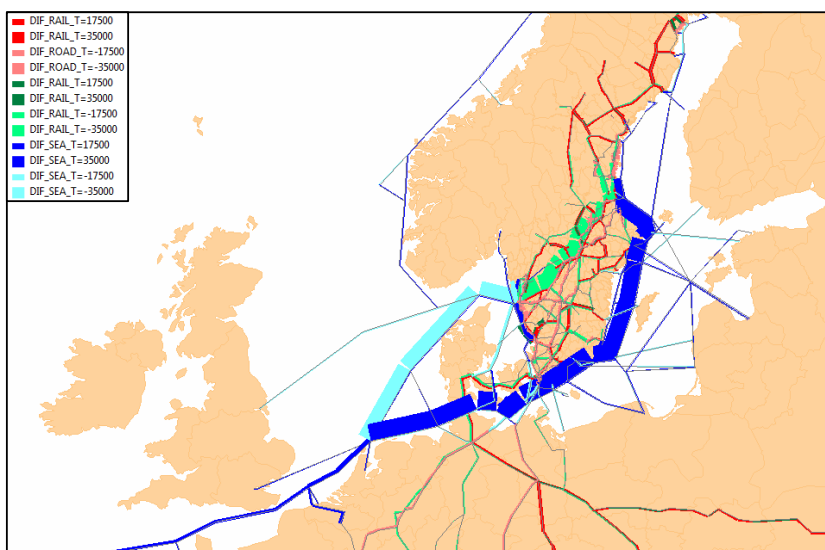 DIF_RAIL_T=17500
DIF_RAIL_T=35000
DIF_ROAD_T=-17500
DIF_ROAD_T=-35000
DIF_RAIL_T=17500
DIF_RAIL_T=35000
DIF_RAIL_T=-17500
DIF_RAIL_T=-35000
DIF_SEA_T=17500
DIF_SEA_T=35000
DIF_SEA_T=-17500
DIF_SEA_T=-35000